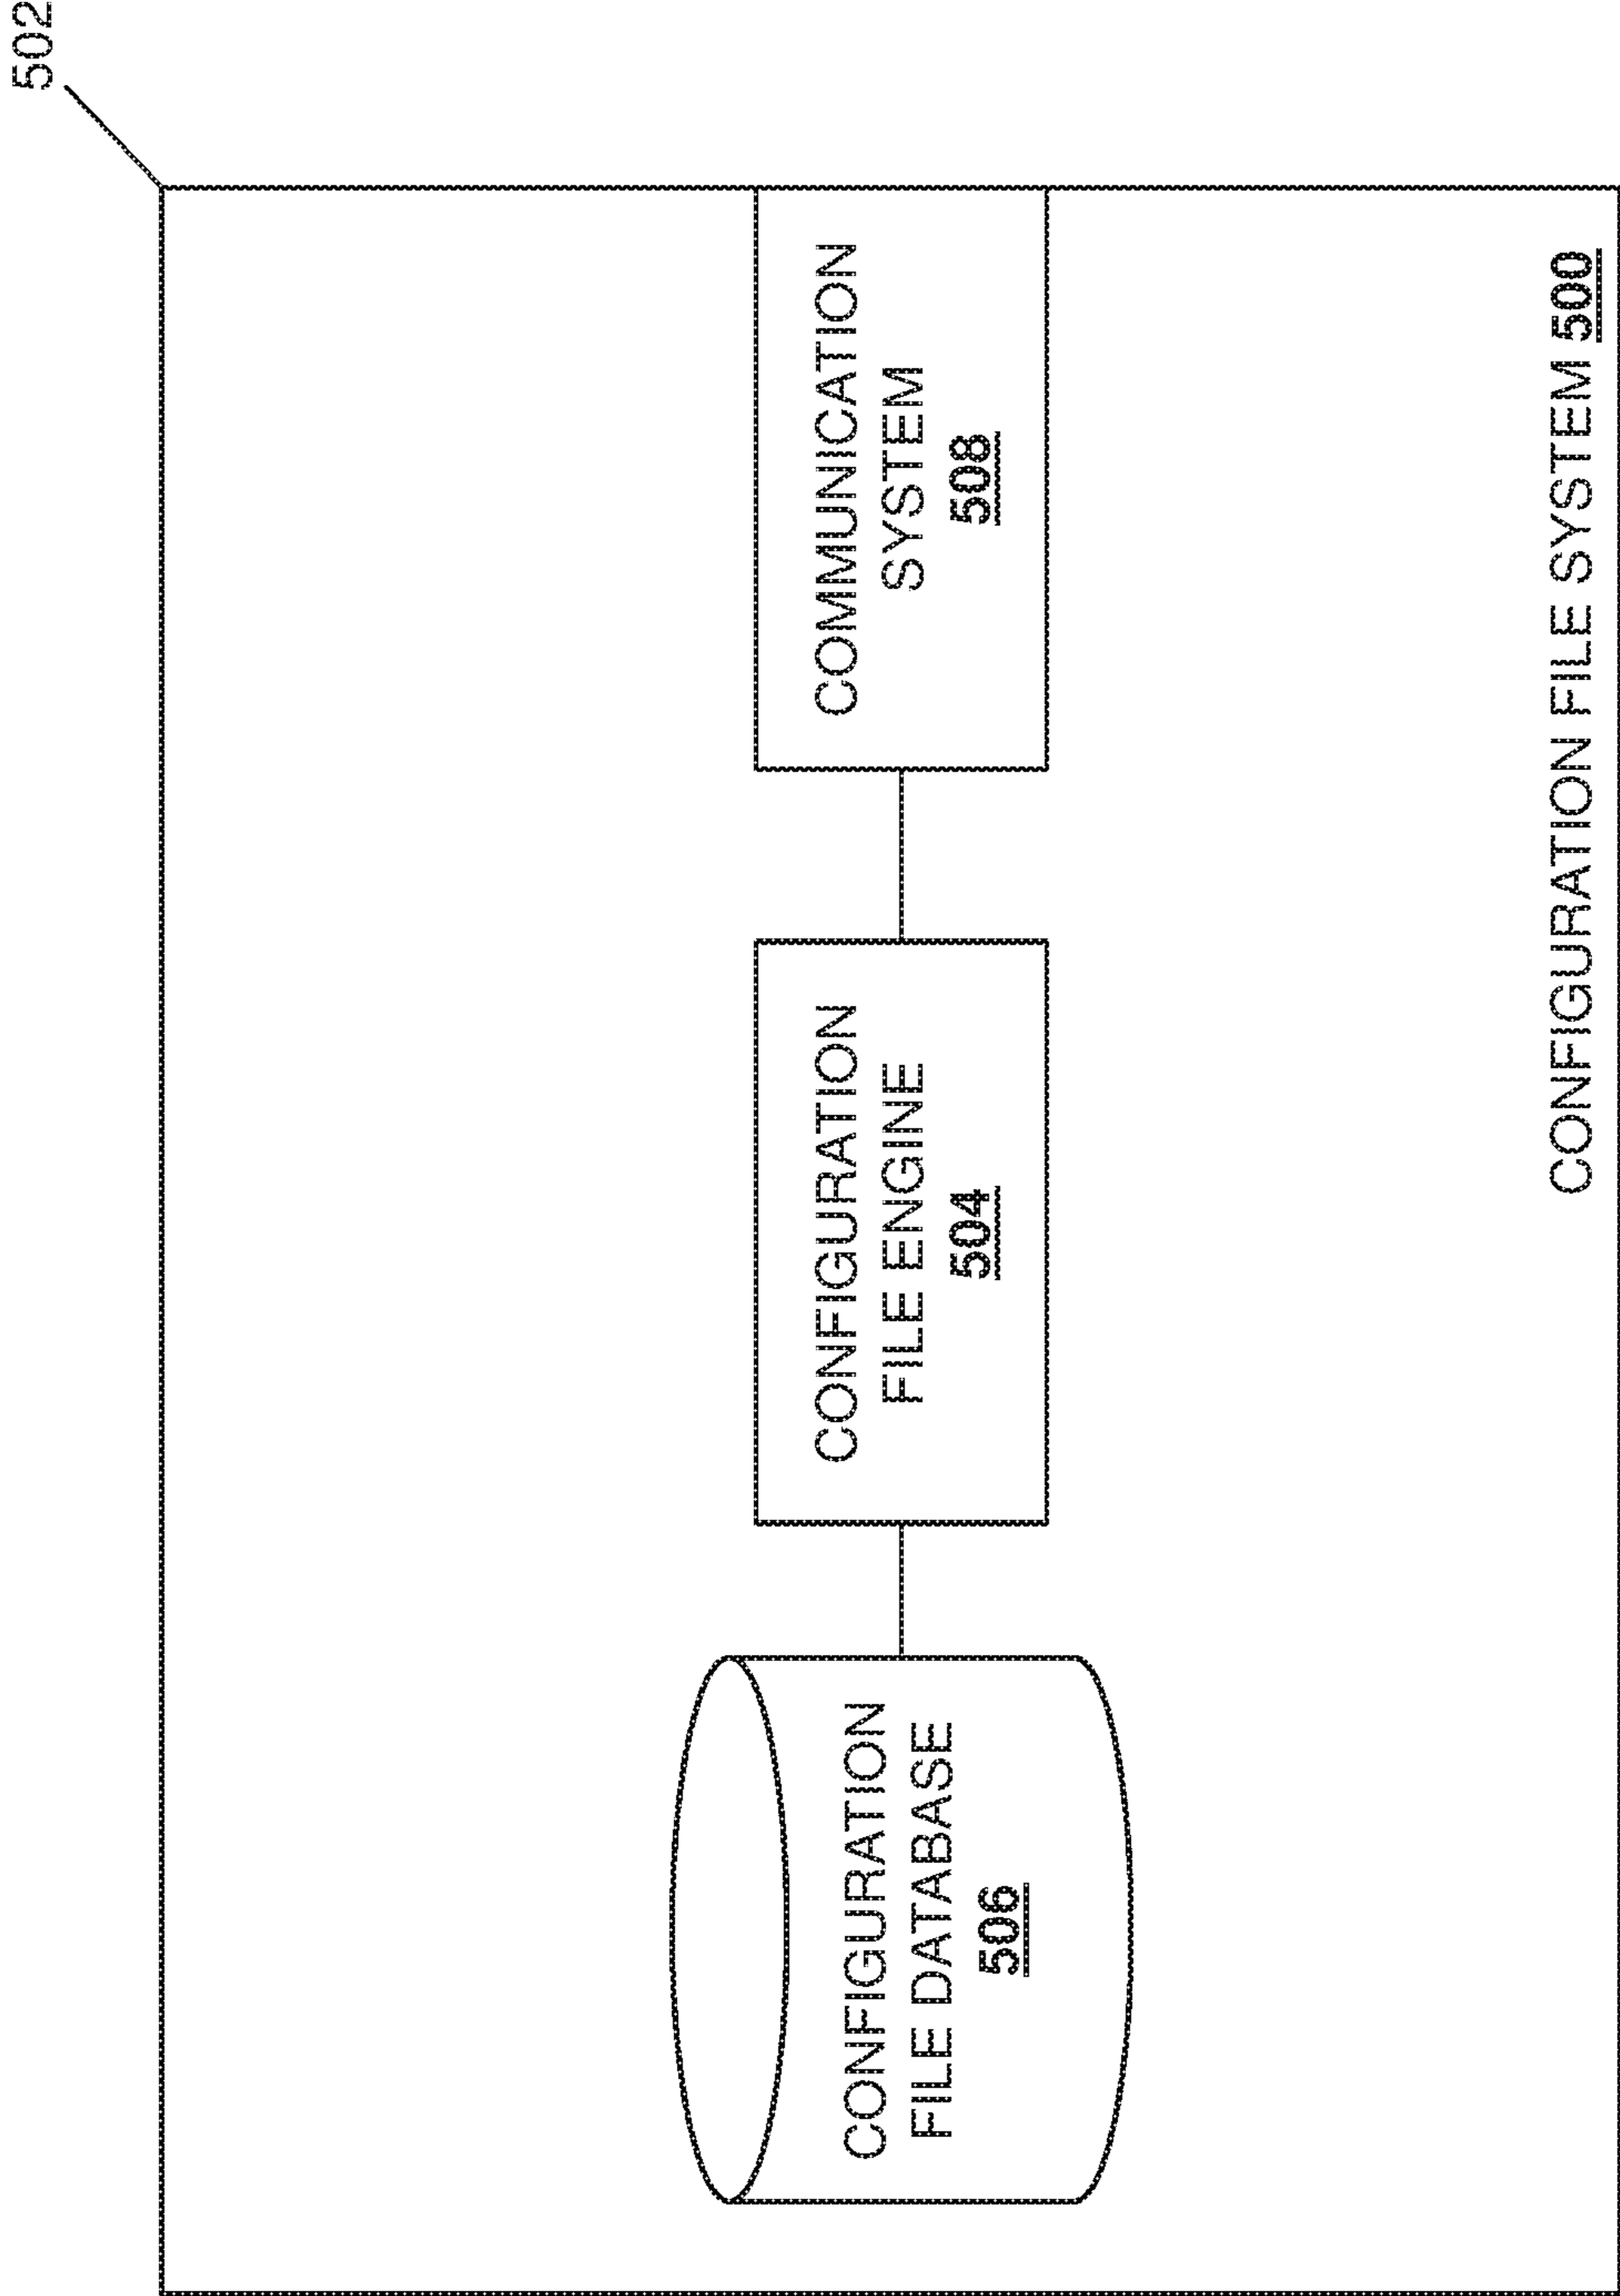 502
CONFIGURATION
FILE DATABASE
506
CONFIGURATION
FILE ENGINE
504
COMMUNICATION
SYSTEM
508
CONFIGURATION FILE SYSTEM 500